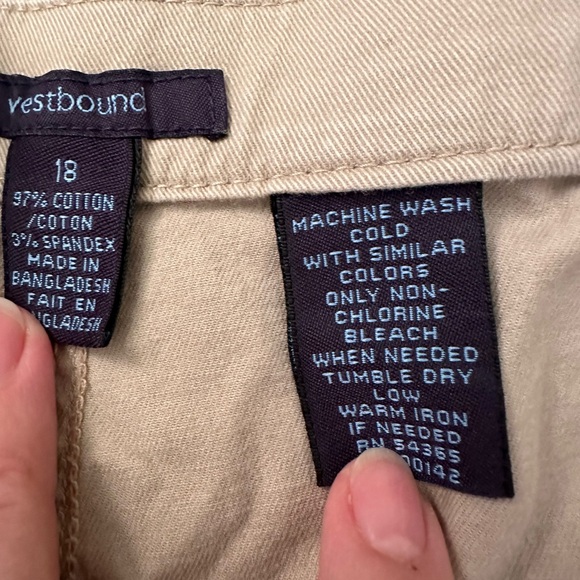 vestbound
18
97% COTTON
/COTON
3% SPANDEX
MADE IN
BANGLADESH
FAIT EN
NGLADESH
MACHINE WASH
COLD
WITH SIMILAR
COLORS
ONLY NON-
CHLORINE
BLEACH
WHEN NEEDED
TUMBLE DRY
LOW
WARM IRON
IF NEEDED
RN 54365
00142